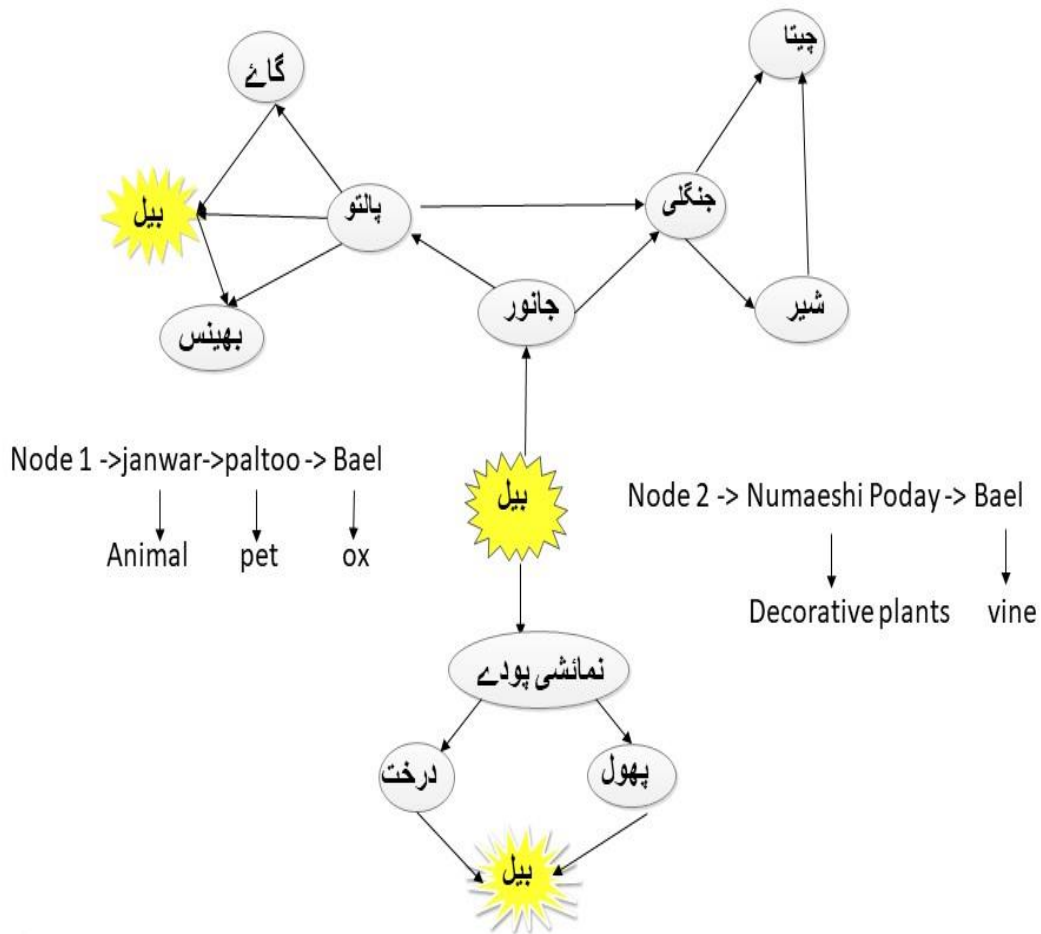 چیتا
گائے
بیل
پالتو
جنگلی
جانور
شیر
بھینس
Node 1 ->janwar->paltoo -> Bael
Animal pet ox
بیل
Node 2 -> Numaeshi Poday -> Bael
Decorative plants vine
نمائشی پودے
درخت
پھول
بیل